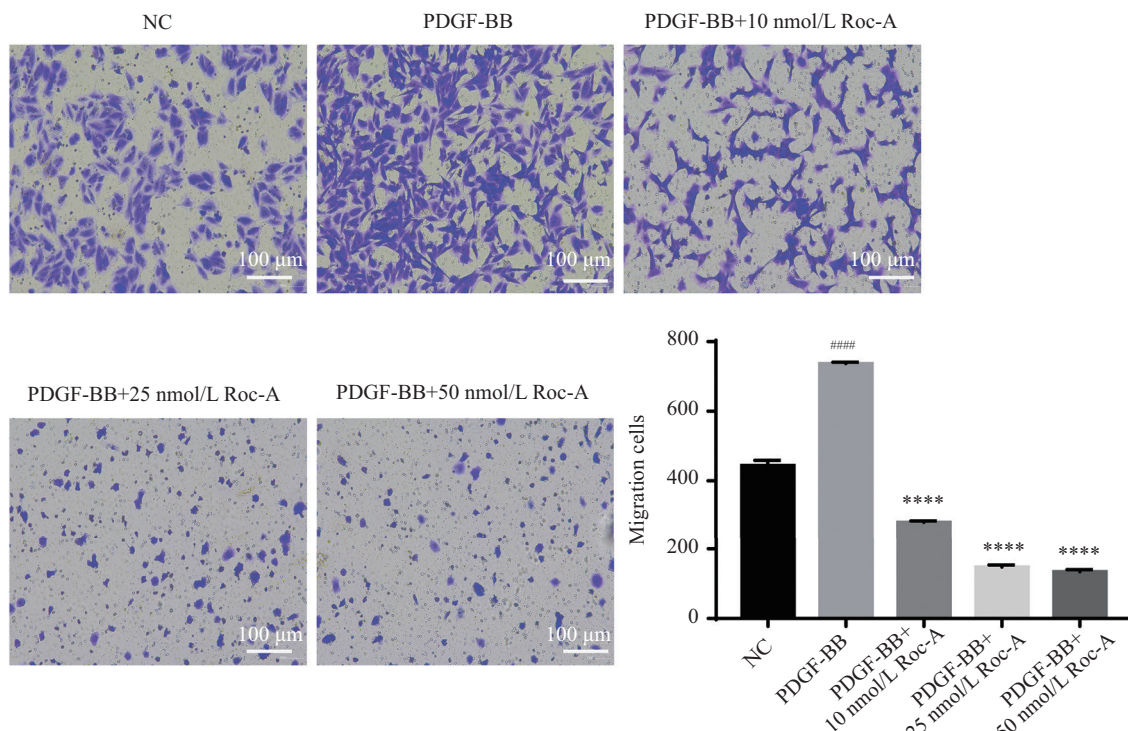 NC
PDGF-BB
PDGF-BB+10 nmol/L Roc-A
100 μm
100 μm
100 μm
PDGF-BB+25 nmol/L Roc-A
PDGF-BB+50 nmol/L Roc-A
100 μm
100 μm
Migration cells
800
600
400
200
0
####
****
****
****
NC
PDGF-BB
PDGF-BB+
10 nmol/L Roc-A
PDGF-BB+
25 nmol/L Roc-A
PDGF-BB+
50 nmol/L Roc-A